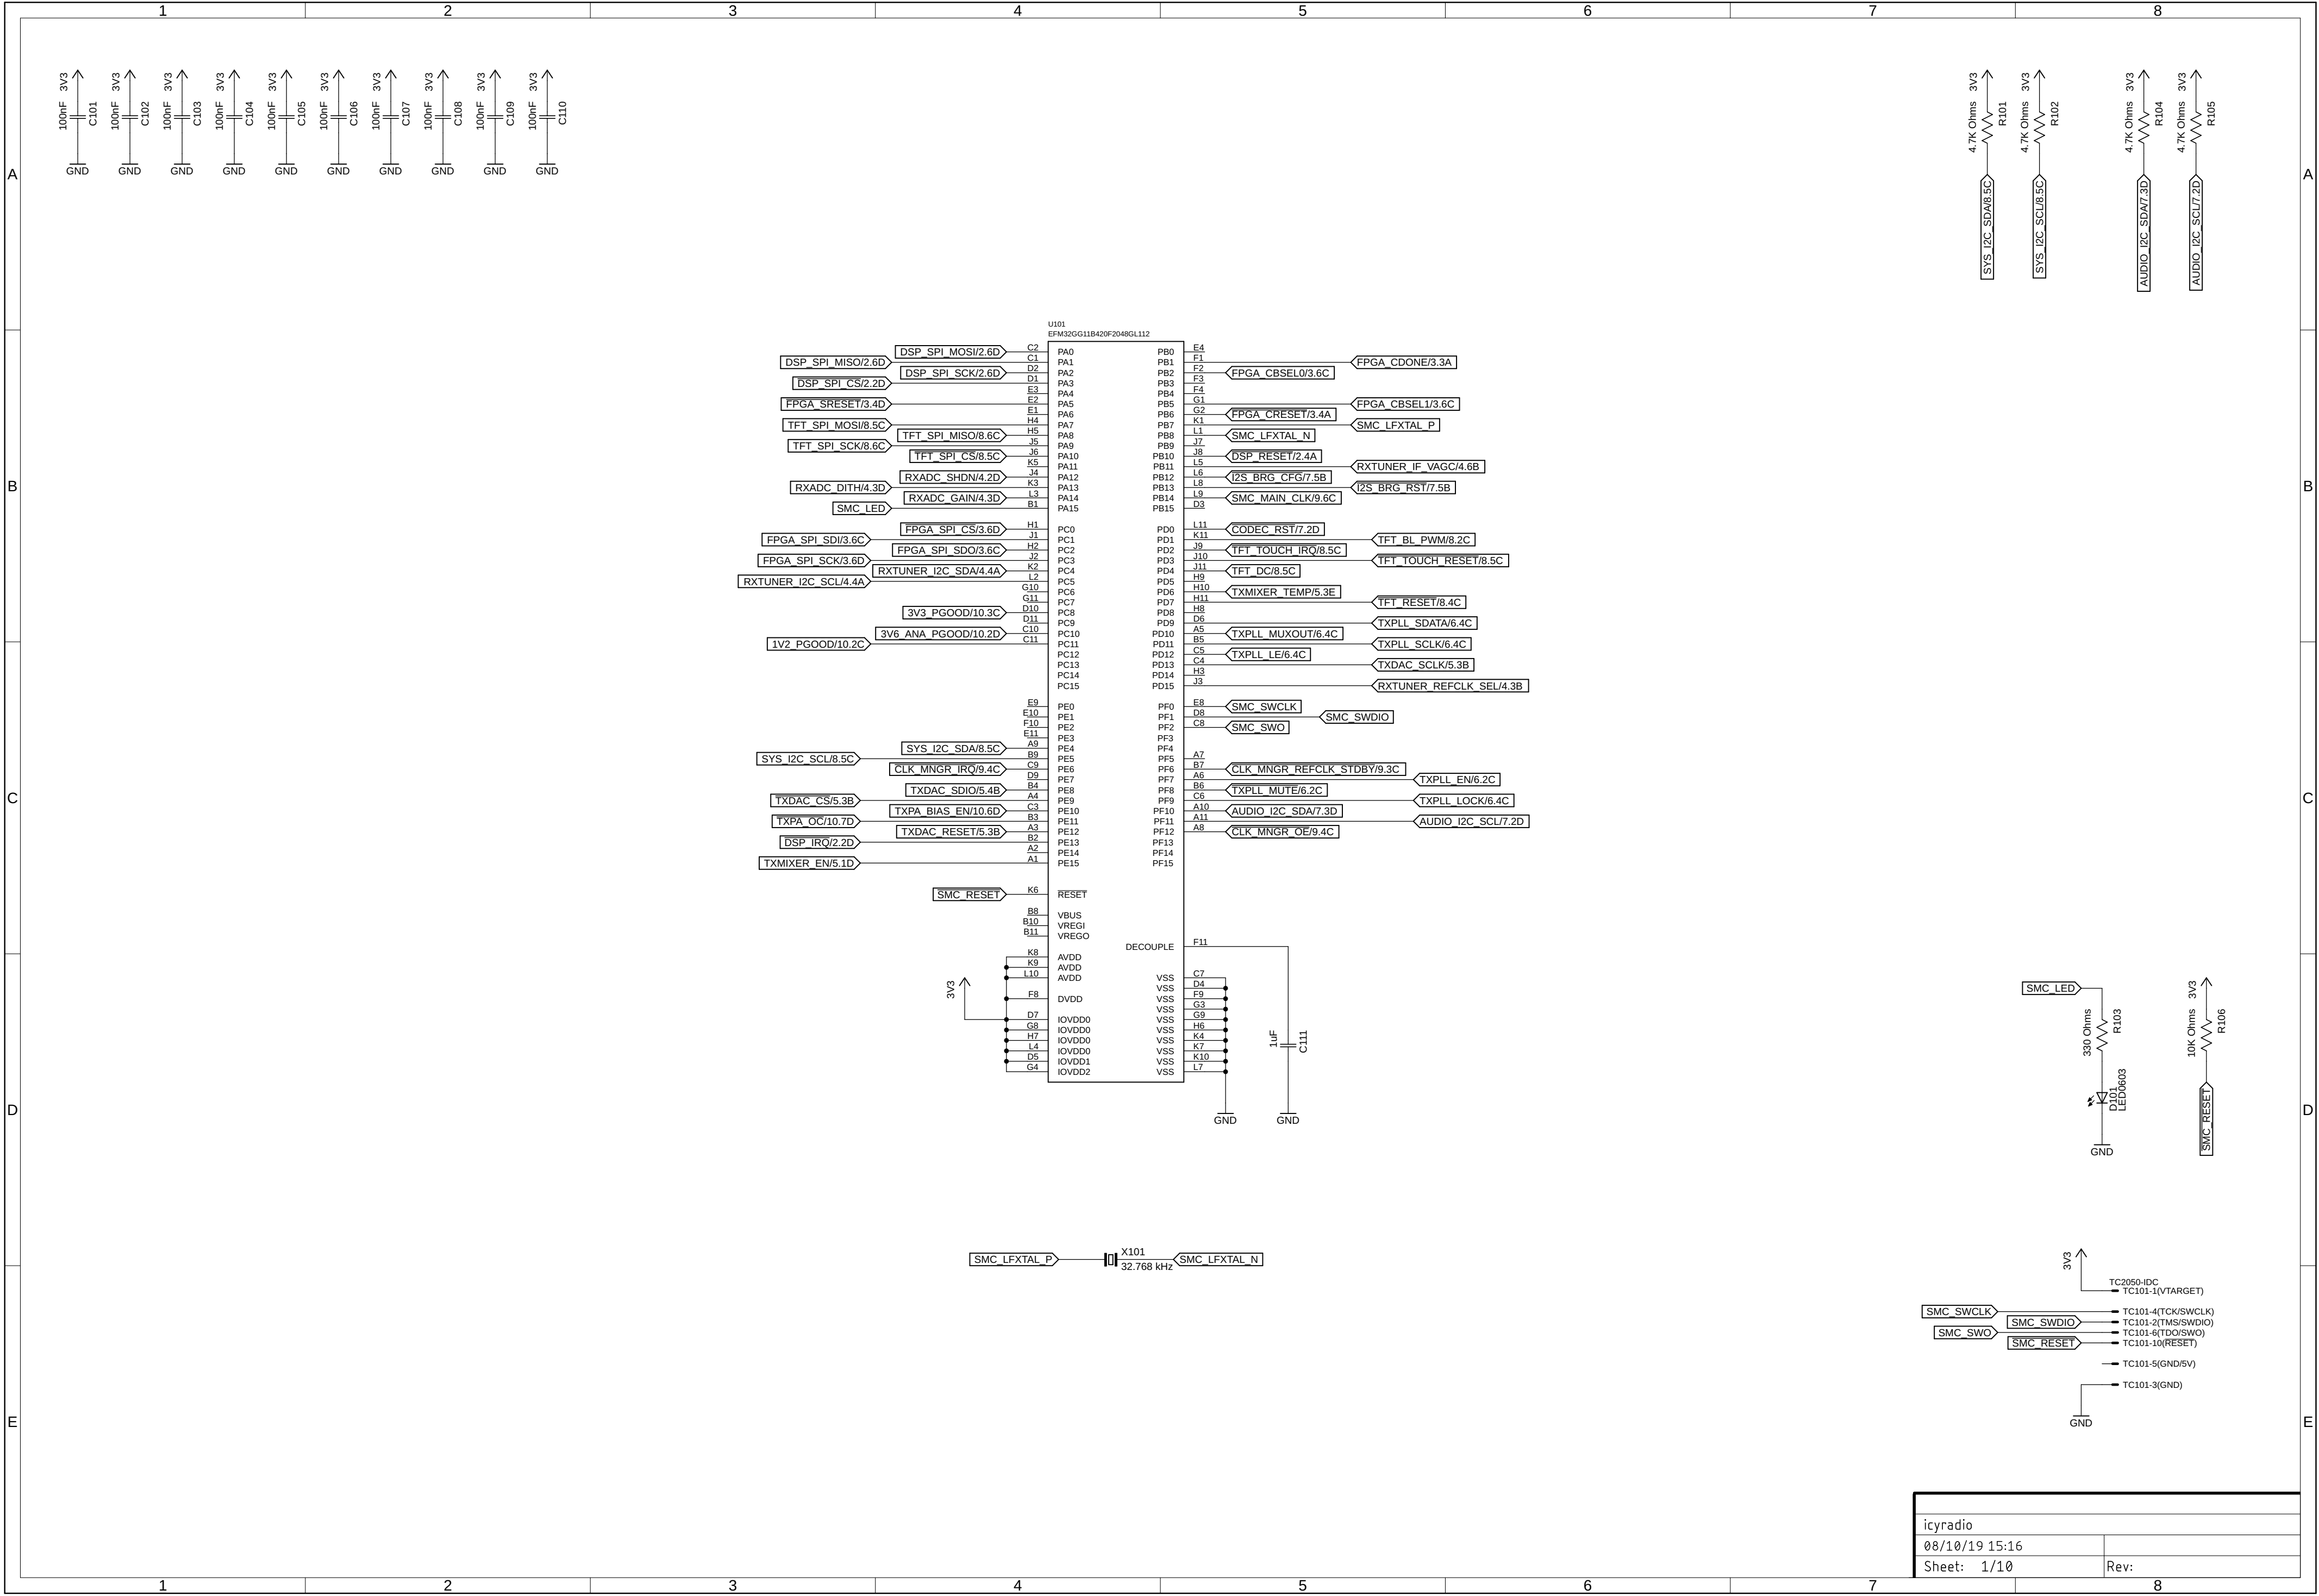 1 2 3 4 5 6 7 8
A A
B B
C C
D D
E E
3V3 100nF C101 GND
3V3 100nF C102 GND
3V3 100nF C103 GND
3V3 100nF C104 GND
3V3 100nF C105 GND
3V3 100nF C106 GND
3V3 100nF C107 GND
3V3 100nF C108 GND
3V3 100nF C109 GND
3V3 100nF C110 GND
3V3 4.7K Ohms R101 SYS_I2C_SDA/8.5C
3V3 4.7K Ohms R102 SYS_I2C_SCL/8.5C
3V3 4.7K Ohms R104 AUDIO_I2C_SDA/7.3D
3V3 4.7K Ohms R105 AUDIO_I2C_SCL/7.2D
U101
EFM32GG11B420F2048GL112
DSP_SPI_MOSI/2.6D C2 PA0 PB0 E4
DSP_SPI_MISO/2.6D C1 PA1 PB1 F1 FPGA_CDONE/3.3A
DSP_SPI_SCK/2.6D D2 PA2 PB2 F2 FPGA_CBSEL0/3.6C
DSP_SPI_CS/2.2D D1 PA3 PB3 F3
E3 PA4 PB4 F4
FPGA_SRESET/3.4D E2 PA5 PB5 G1 FPGA_CBSEL1/3.6C
E1 PA6 PB6 G2 FPGA_CRESET/3.4A
TFT_SPI_MOSI/8.5C H4 PA7 PB7 K1 SMC_LFXTAL_P
TFT_SPI_MISO/8.6C H5 PA8 PB8 L1 SMC_LFXTAL_N
TFT_SPI_SCK/8.6C J5 PA9 PB9 J7
TFT_SPI_CS/8.5C J6 PA10 PB10 J8 DSP_RESET/2.4A
K5 PA11 PB11 L5 RXTUNER_IF_VAGC/4.6B
RXADC_SHDN/4.2D J4 PA12 PB12 L6 I2S_BRG_CFG/7.5B
RXADC_DITH/4.3D K3 PA13 PB13 L8 I2S_BRG_RST/7.5B
RXADC_GAIN/4.3D L3 PA14 PB14 L9 SMC_MAIN_CLK/9.6C
SMC_LED B1 PA15 PB15 D3
FPGA_SPI_CS/3.6D H1 PC0 PD0 L11 CODEC_RST/7.2D
FPGA_SPI_SDI/3.6C J1 PC1 PD1 K11 TFT_BL_PWM/8.2C
FPGA_SPI_SDO/3.6C H2 PC2 PD2 J9 TFT_TOUCH_IRQ/8.5C
FPGA_SPI_SCK/3.6D J2 PC3 PD3 J10 TFT_TOUCH_RESET/8.5C
RXTUNER_I2C_SDA/4.4A K2 PC4 PD4 J11 TFT_DC/8.5C
RXTUNER_I2C_SCL/4.4A L2 PC5 PD5 H9
G10 PC6 PD6 H10 TXMIXER_TEMP/5.3E
G11 PC7 PD7 H11 TFT_RESET/8.4C
3V3_PGOOD/10.3C D10 PC8 PD8 H8
D11 PC9 PD9 D6 TXPLL_SDATA/6.4C
3V6_ANA_PGOOD/10.2D C10 PC10 PD10 A5 TXPLL_MUXOUT/6.4C
1V2_PGOOD/10.2C C11 PC11 PD11 B5 TXPLL_SCLK/6.4C
PC12 PD12 C5 TXPLL_LE/6.4C
PC13 PD13 C4 TXDAC_SCLK/5.3B
PC14 PD14 H3
PC15 PD15 J3 RXTUNER_REFCLK_SEL/4.3B
E9 PE0 PF0 E8 SMC_SWCLK
E10 PE1 PF1 D8 SMC_SWDIO
F10 PE2 PF2 C8 SMC_SWO
E11 PE3 PF3
SYS_I2C_SDA/8.5C A9 PE4 PF4
SYS_I2C_SCL/8.5C B9 PE5 PF5 A7
CLK_MNGR_IRQ/9.4C C9 PE6 PF6 B7 CLK_MNGR_REFCLK_STDBY/9.3C
D9 PE7 PF7 A6 TXPLL_EN/6.2C
TXDAC_SDIO/5.4B B4 PE8 PF8 B6 TXPLL_MUTE/6.2C
TXDAC_CS/5.3B A4 PE9 PF9 C6 TXPLL_LOCK/6.4C
TXPA_BIAS_EN/10.6D C3 PE10 PF10 A10 AUDIO_I2C_SDA/7.3D
TXPA_OC/10.7D B3 PE11 PF11 A11 AUDIO_I2C_SCL/7.2D
TXDAC_RESET/5.3B A3 PE12 PF12 A8 CLK_MNGR_OE/9.4C
DSP_IRQ/2.2D B2 PE13 PF13
A2 PE14 PF14
TXMIXER_EN/5.1D A1 PE15 PF15
SMC_RESET K6 RESET
B8 VBUS
B10 VREGI
B11 VREGO
DECOUPLE F11
K8 AVDD
K9 AVDD
L10 AVDD VSS C7
VSS D4
3V3 F8 DVDD VSS F9
VSS G3
D7 IOVDD0 VSS G9
G8 IOVDD0 VSS H6
H7 IOVDD0 VSS K4
L4 IOVDD0 VSS K7
D5 IOVDD1 VSS K10
G4 IOVDD2 VSS L7
1uF C111
GND GND
SMC_LED 330 Ohms R103 D101 LED0603 GND
3V3 10K Ohms R106 SMC_RESET
SMC_LFXTAL_P X101 32.768 kHz SMC_LFXTAL_N
3V3
TC2050-IDC
TC101-1(VTARGET)
SMC_SWCLK TC101-4(TCK/SWCLK)
SMC_SWDIO TC101-2(TMS/SWDIO)
SMC_SWO TC101-6(TDO/SWO)
SMC_RESET TC101-10(RESET)
TC101-5(GND/5V)
TC101-3(GND)
GND
icyradio
08/10/19 15:16
Sheet: 1/10 Rev:
1 2 3 4 5 6 7 8